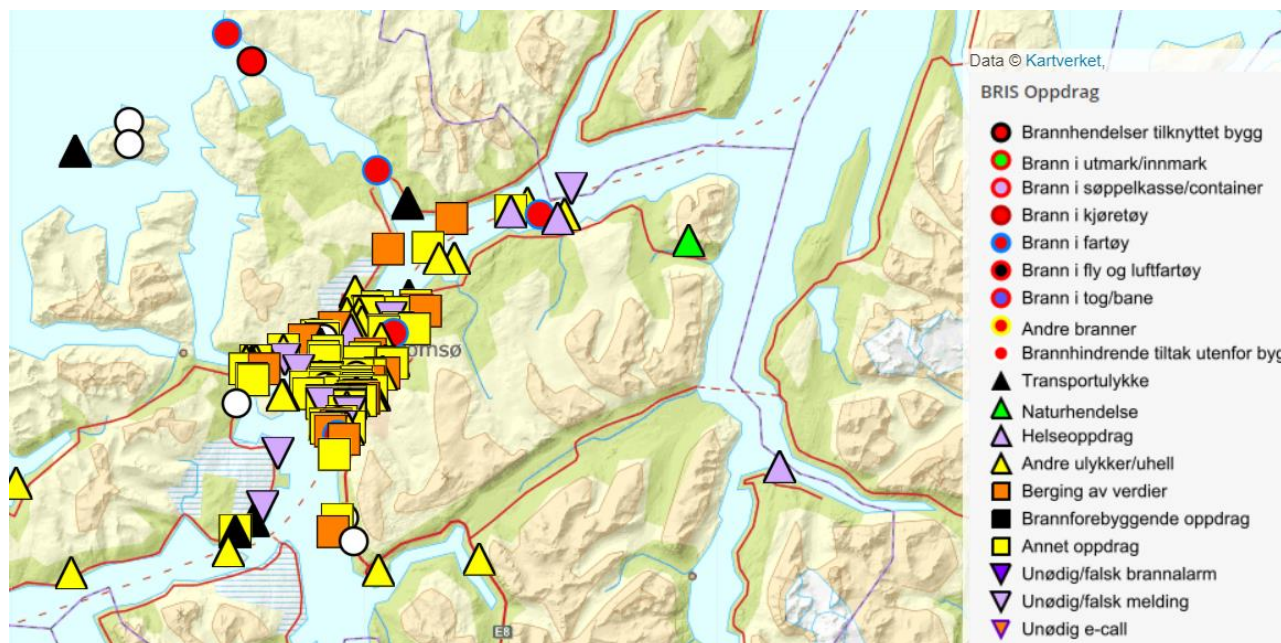 Data © Kartverket,
BRIS Oppdrag
Brannhendelser tilknyttet bygg
Brann i utmark/innmark
Brann i søppelkasse/container
Brann i kjøretøy
Brann i fartøy
Brann i fly og luftfartøy
Brann i tog/bane
Andre branner
Brannhindrende tiltak utenfor byg
Transportulykke
Naturhendelse
Helseoppdrag
Andre ulykker/uhell
Berging av verdier
Brannforebyggende oppdrag
Annet oppdrag
Unødig/falsk brannalarm
Unødig/falsk melding
Unødig e-call
omsø
E8